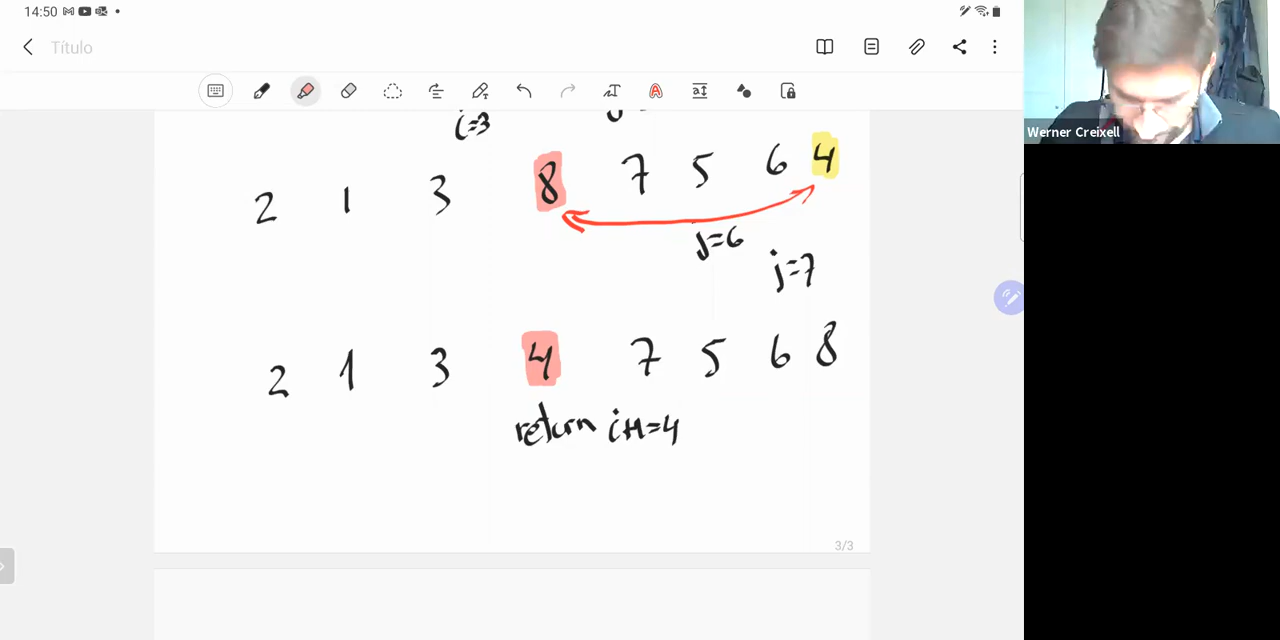 14:50
Título
i=3
2 1 3 8 7 5 6 4
j=6
j=7
2 1 3 4 7 5 6 8
return i+1=4
3/3
Werner Creixell